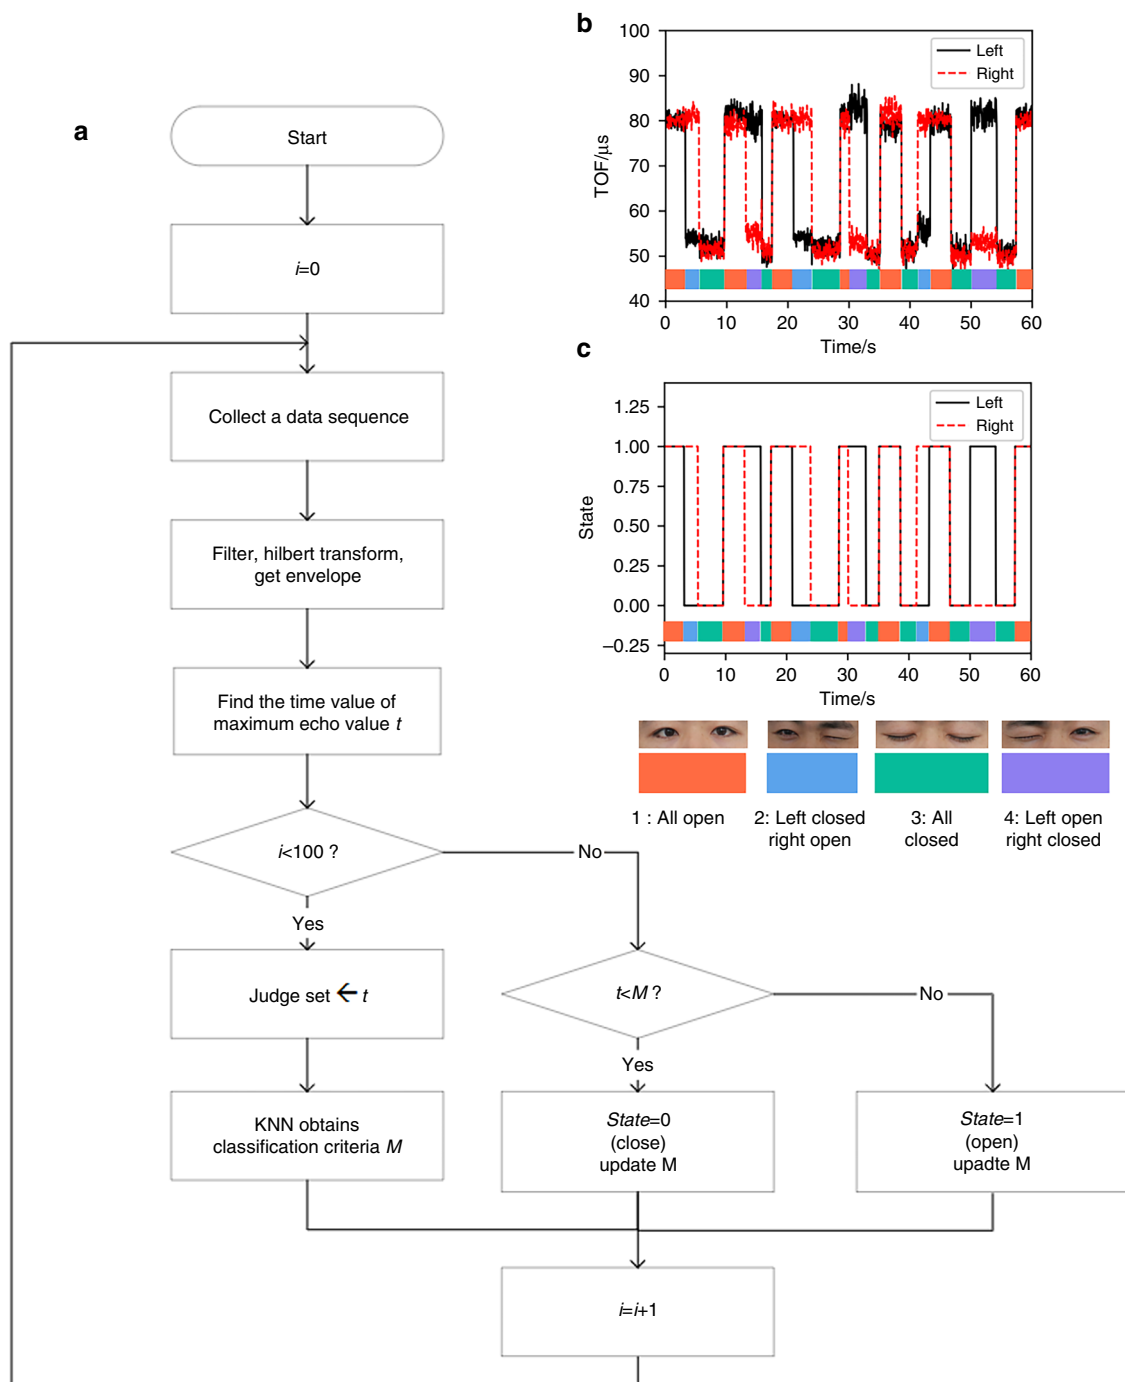 a
Start
i=0
Collect a data sequence
Filter, hilbert transform,
get envelope
Find the time value of
maximum echo value t
i<100 ?
No
Yes
Judge set ← t
t<M ?
No
Yes
KNN obtains
classification criteria M
State=0
(close)
update M
State=1
(open)
upadte M
i=i+1
b
100
90
80
70
60
50
40
TOF/μs
Left
Right
0 10 20 30 40 50 60
Time/s
c
1.25
1.00
0.75
0.50
0.25
0.00
−0.25
State
Left
Right
0 10 20 30 40 50 60
Time/s
1 : All open
2: Left closed
right open
3: All
closed
4: Left open
right closed